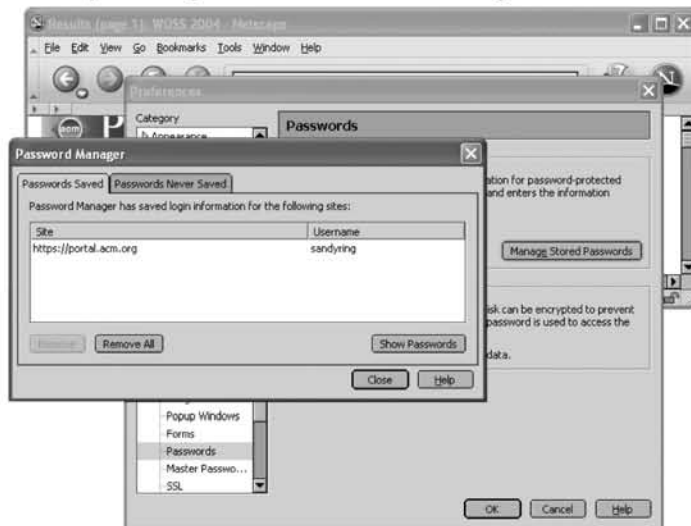 Results (page 1): WOSS 2004 - Netscape
File Edit View Go Bookmarks Tools Window Help
N
Preferences
Category
Passwords
Appearance
acm P
Password Manager
Passwords Saved Passwords Never Saved
ation for password-protected
and enters the information
Password Manager has saved login information for the following sites:
Site Username
https://portal.acm.org sandyring
Manage Stored Passwords
isk can be encrypted to prevent
password is used to access the
Remove Remove All Show Passwords
data.
Close Help
Popup Windows
Forms
Passwords
Master Passwo...
SSL
OK Cancel Help